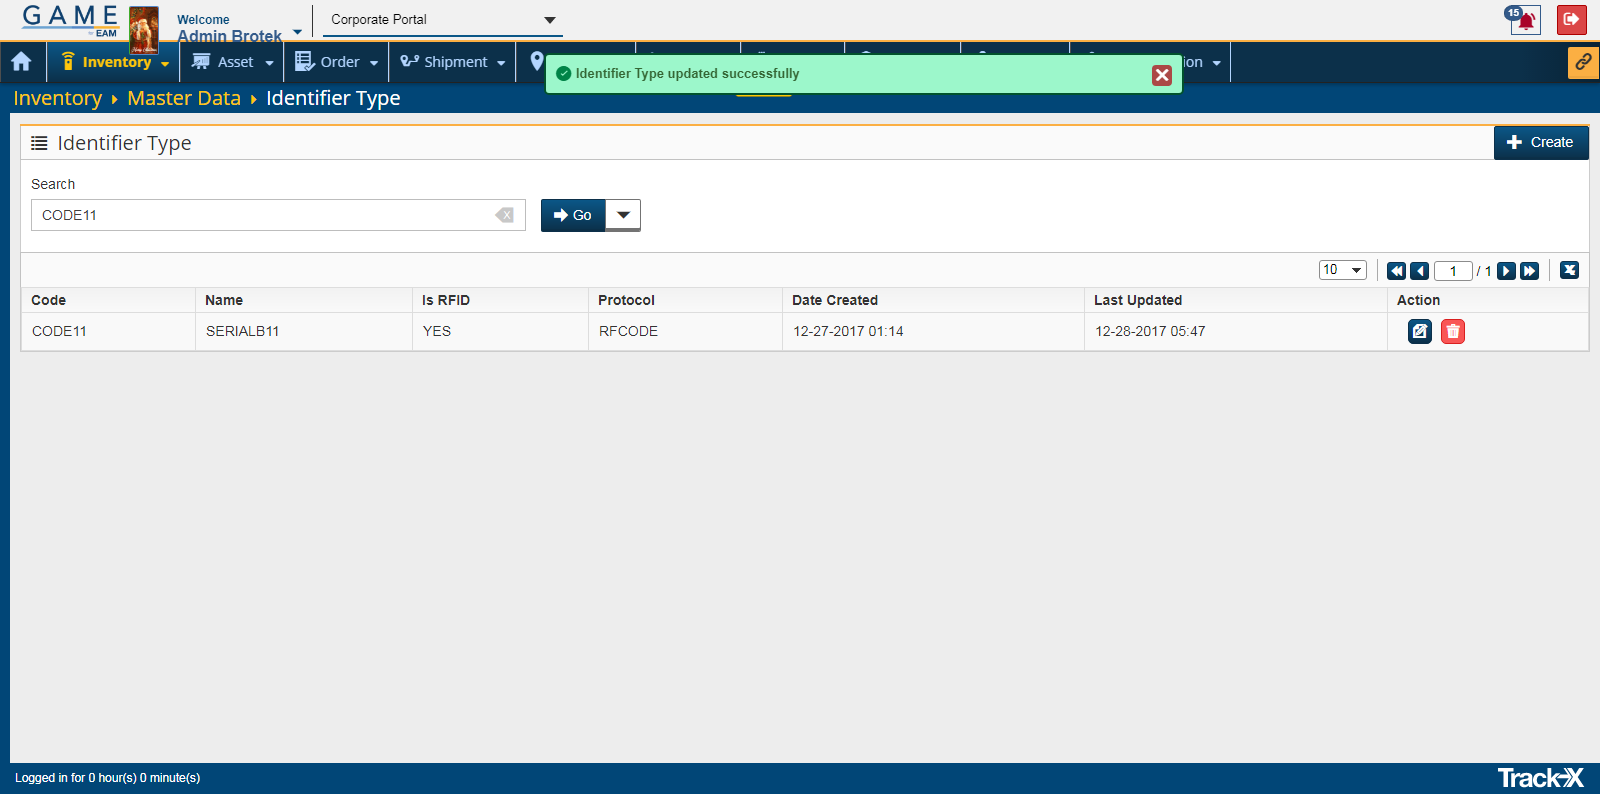 GAME
EAM
Welcome
Admin Brotek
Corporate Portal
15
Inventory
Asset
Order
Shipment
ion
Identifier Type updated successfully
Inventory Master Data Identifier Type
Identifier Type
Create
Search
CODE11
Go
10
1 / 1
Code Name Is RFID Protocol Date Created Last Updated Action
CODE11 SERIALB11 YES RFCODE 12-27-2017 01:14 12-28-2017 05:47
Logged in for 0 hour(s) 0 minute(s)
Track-X